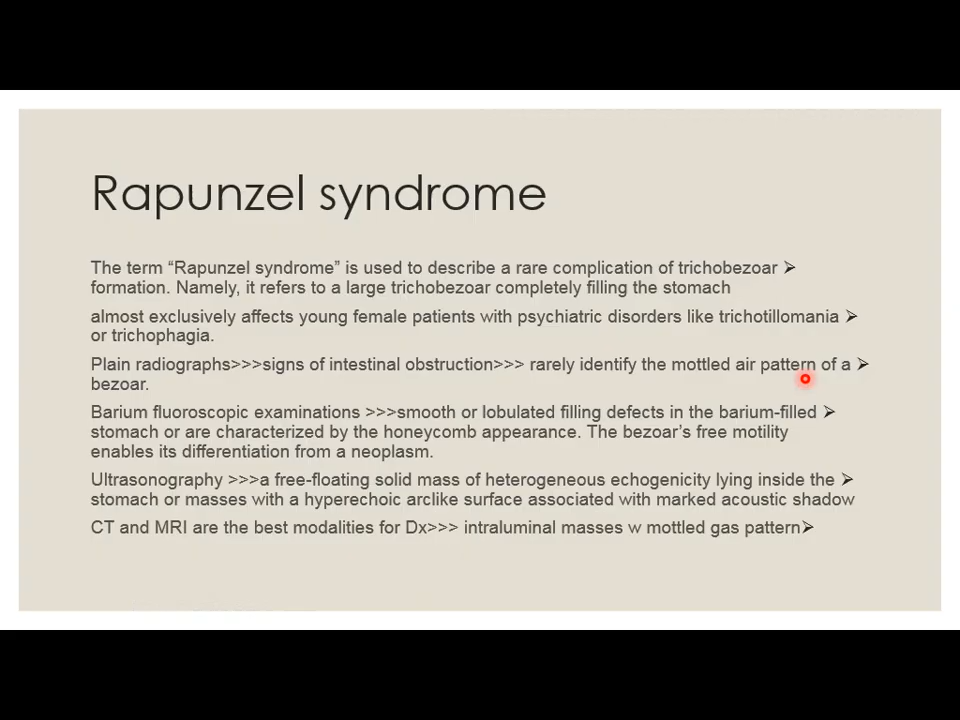 Rapunzel syndrome
The term “Rapunzel syndrome” is used to describe a rare complication of trichobezoar ➢
formation. Namely, it refers to a large trichobezoar completely filling the stomach
almost exclusively affects young female patients with psychiatric disorders like trichotillomania ➢
or trichophagia.
Plain radiographs>>>signs of intestinal obstruction>>> rarely identify the mottled air pattern of a ➢
bezoar.
Barium fluoroscopic examinations >>>smooth or lobulated filling defects in the barium-filled ➢
stomach or are characterized by the honeycomb appearance. The bezoar’s free motility
enables its differentiation from a neoplasm.
Ultrasonography >>>a free-floating solid mass of heterogeneous echogenicity lying inside the ➢
stomach or masses with a hyperechoic arclike surface associated with marked acoustic shadow
CT and MRI are the best modalities for Dx>>> intraluminal masses w mottled gas pattern➢